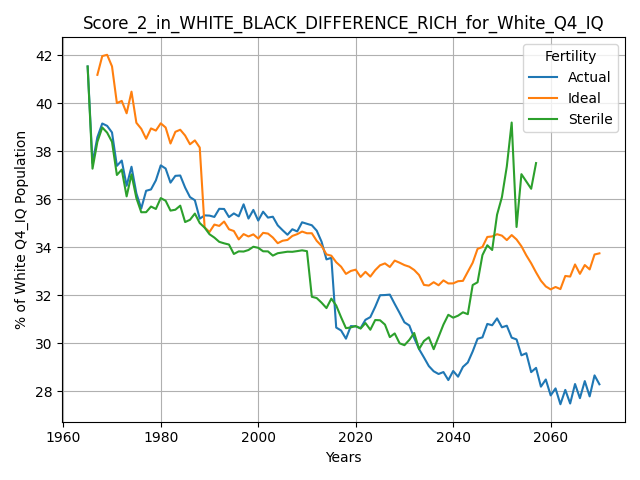 Score_2_in_WHITE_BLACK_DIFFERENCE_RICH_for_White_Q4_IQ
Fertility
Actual
Ideal
Sterile
% of White Q4_IQ Population
42
40
38
36
34
32
30
28
1960
1980
2000
2020
2040
2060
Years